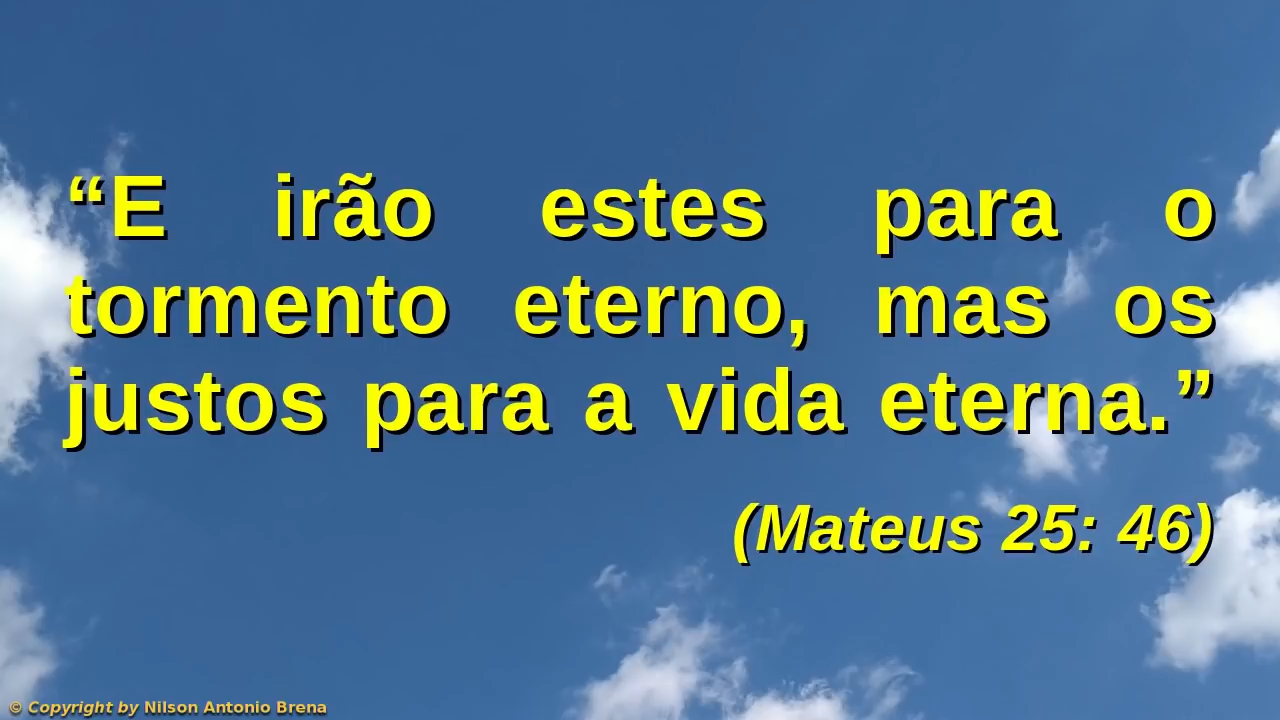 “E irão estes para o
tormento eterno, mas os
justos para a vida eterna.”
(Mateus 25: 46)
© Copyright by Nilson Antonio Brena